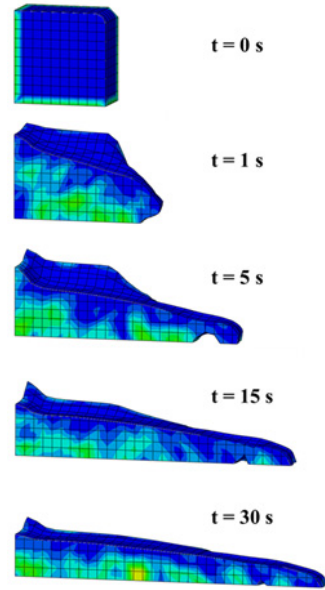 t = 0 s
t = 1 s
t = 5 s
t = 15 s
t = 30 s